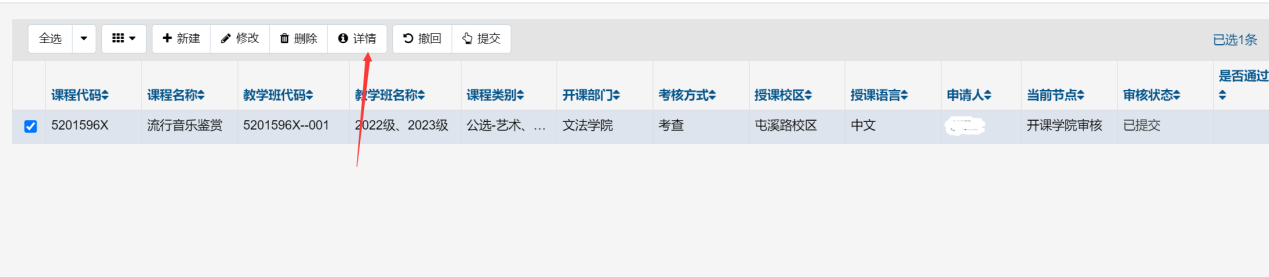 全选 新建 修改 删除 详情 撤回 提交 已选1条
课程代码 课程名称 教学班代码 教学班名称 课程类别 开课部门 考核方式 授课校区 授课语言 申请人 当前节点 审核状态 是否通过
5201596X 流行音乐鉴赏 5201596X--001 2022级、2023级 公选-艺术、... 文法学院 考查 屯溪路校区 中文 开课学院审核 已提交